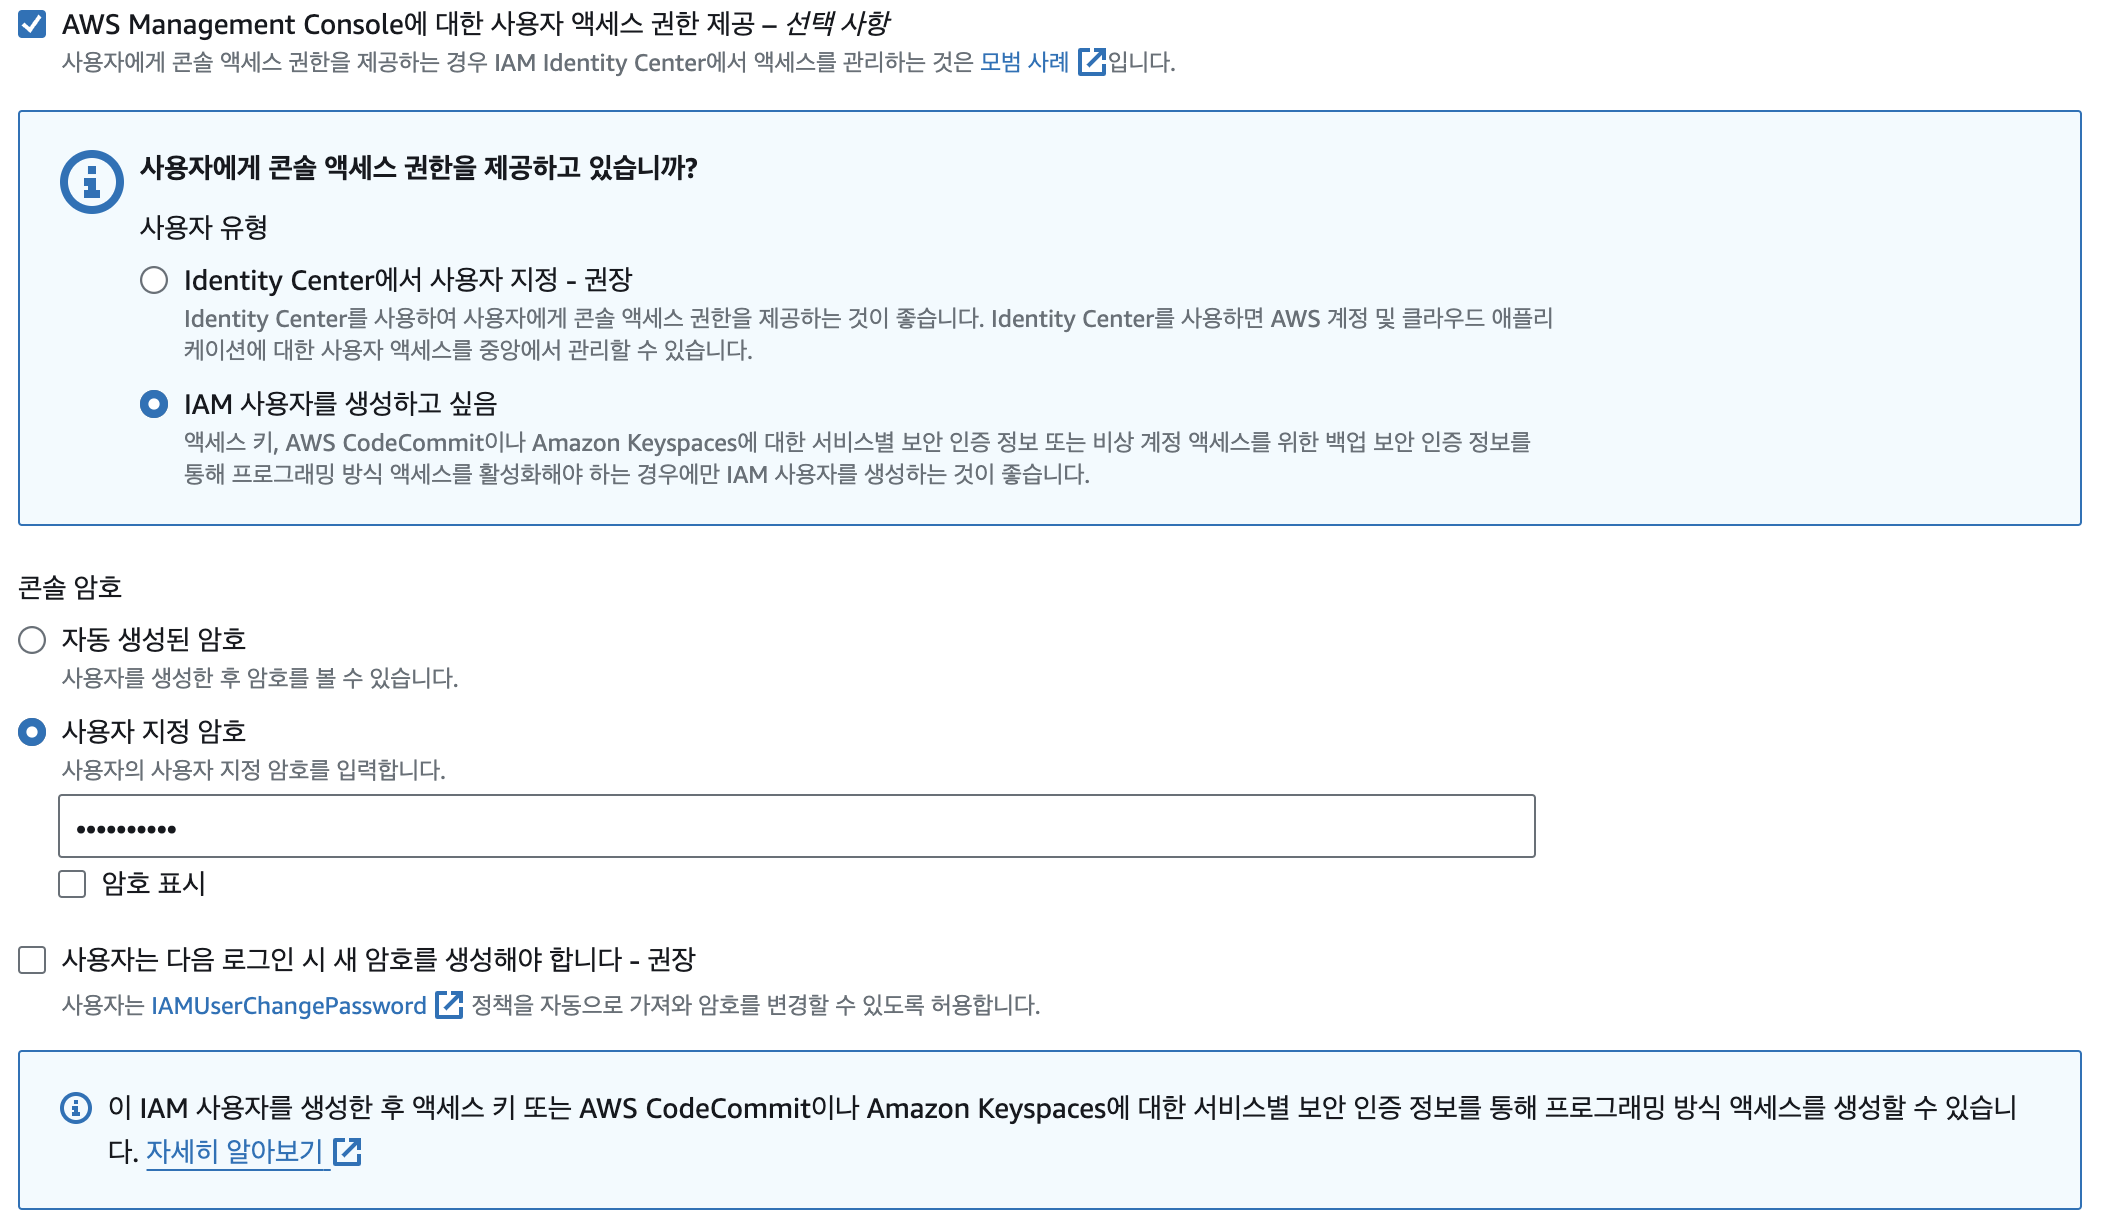 AWS Management Console에 대한 사용자 액세스 권한 제공 – 선택 사항
사용자에게 콘솔 액세스 권한을 제공하는 경우 IAM Identity Center에서 액세스를 관리하는 것은 모범 사례 입니다.
사용자에게 콘솔 액세스 권한을 제공하고 있습니까?
사용자 유형
Identity Center에서 사용자 지정 - 권장
Identity Center를 사용하여 사용자에게 콘솔 액세스 권한을 제공하는 것이 좋습니다. Identity Center를 사용하면 AWS 계정 및 클라우드 애플리
케이션에 대한 사용자 액세스를 중앙에서 관리할 수 있습니다.
IAM 사용자를 생성하고 싶음
액세스 키, AWS CodeCommit이나 Amazon Keyspaces에 대한 서비스별 보안 인증 정보 또는 비상 계정 액세스를 위한 백업 보안 인증 정보를
통해 프로그래밍 방식 액세스를 활성화해야 하는 경우에만 IAM 사용자를 생성하는 것이 좋습니다.
콘솔 암호
자동 생성된 암호
사용자를 생성한 후 암호를 볼 수 있습니다.
사용자 지정 암호
사용자의 사용자 지정 암호를 입력합니다.
••••••••••
암호 표시
사용자는 다음 로그인 시 새 암호를 생성해야 합니다 - 권장
사용자는 IAMUserChangePassword 정책을 자동으로 가져와 암호를 변경할 수 있도록 허용합니다.
이 IAM 사용자를 생성한 후 액세스 키 또는 AWS CodeCommit이나 Amazon Keyspaces에 대한 서비스별 보안 인증 정보를 통해 프로그래밍 방식 액세스를 생성할 수 있습니
다. 자세히 알아보기